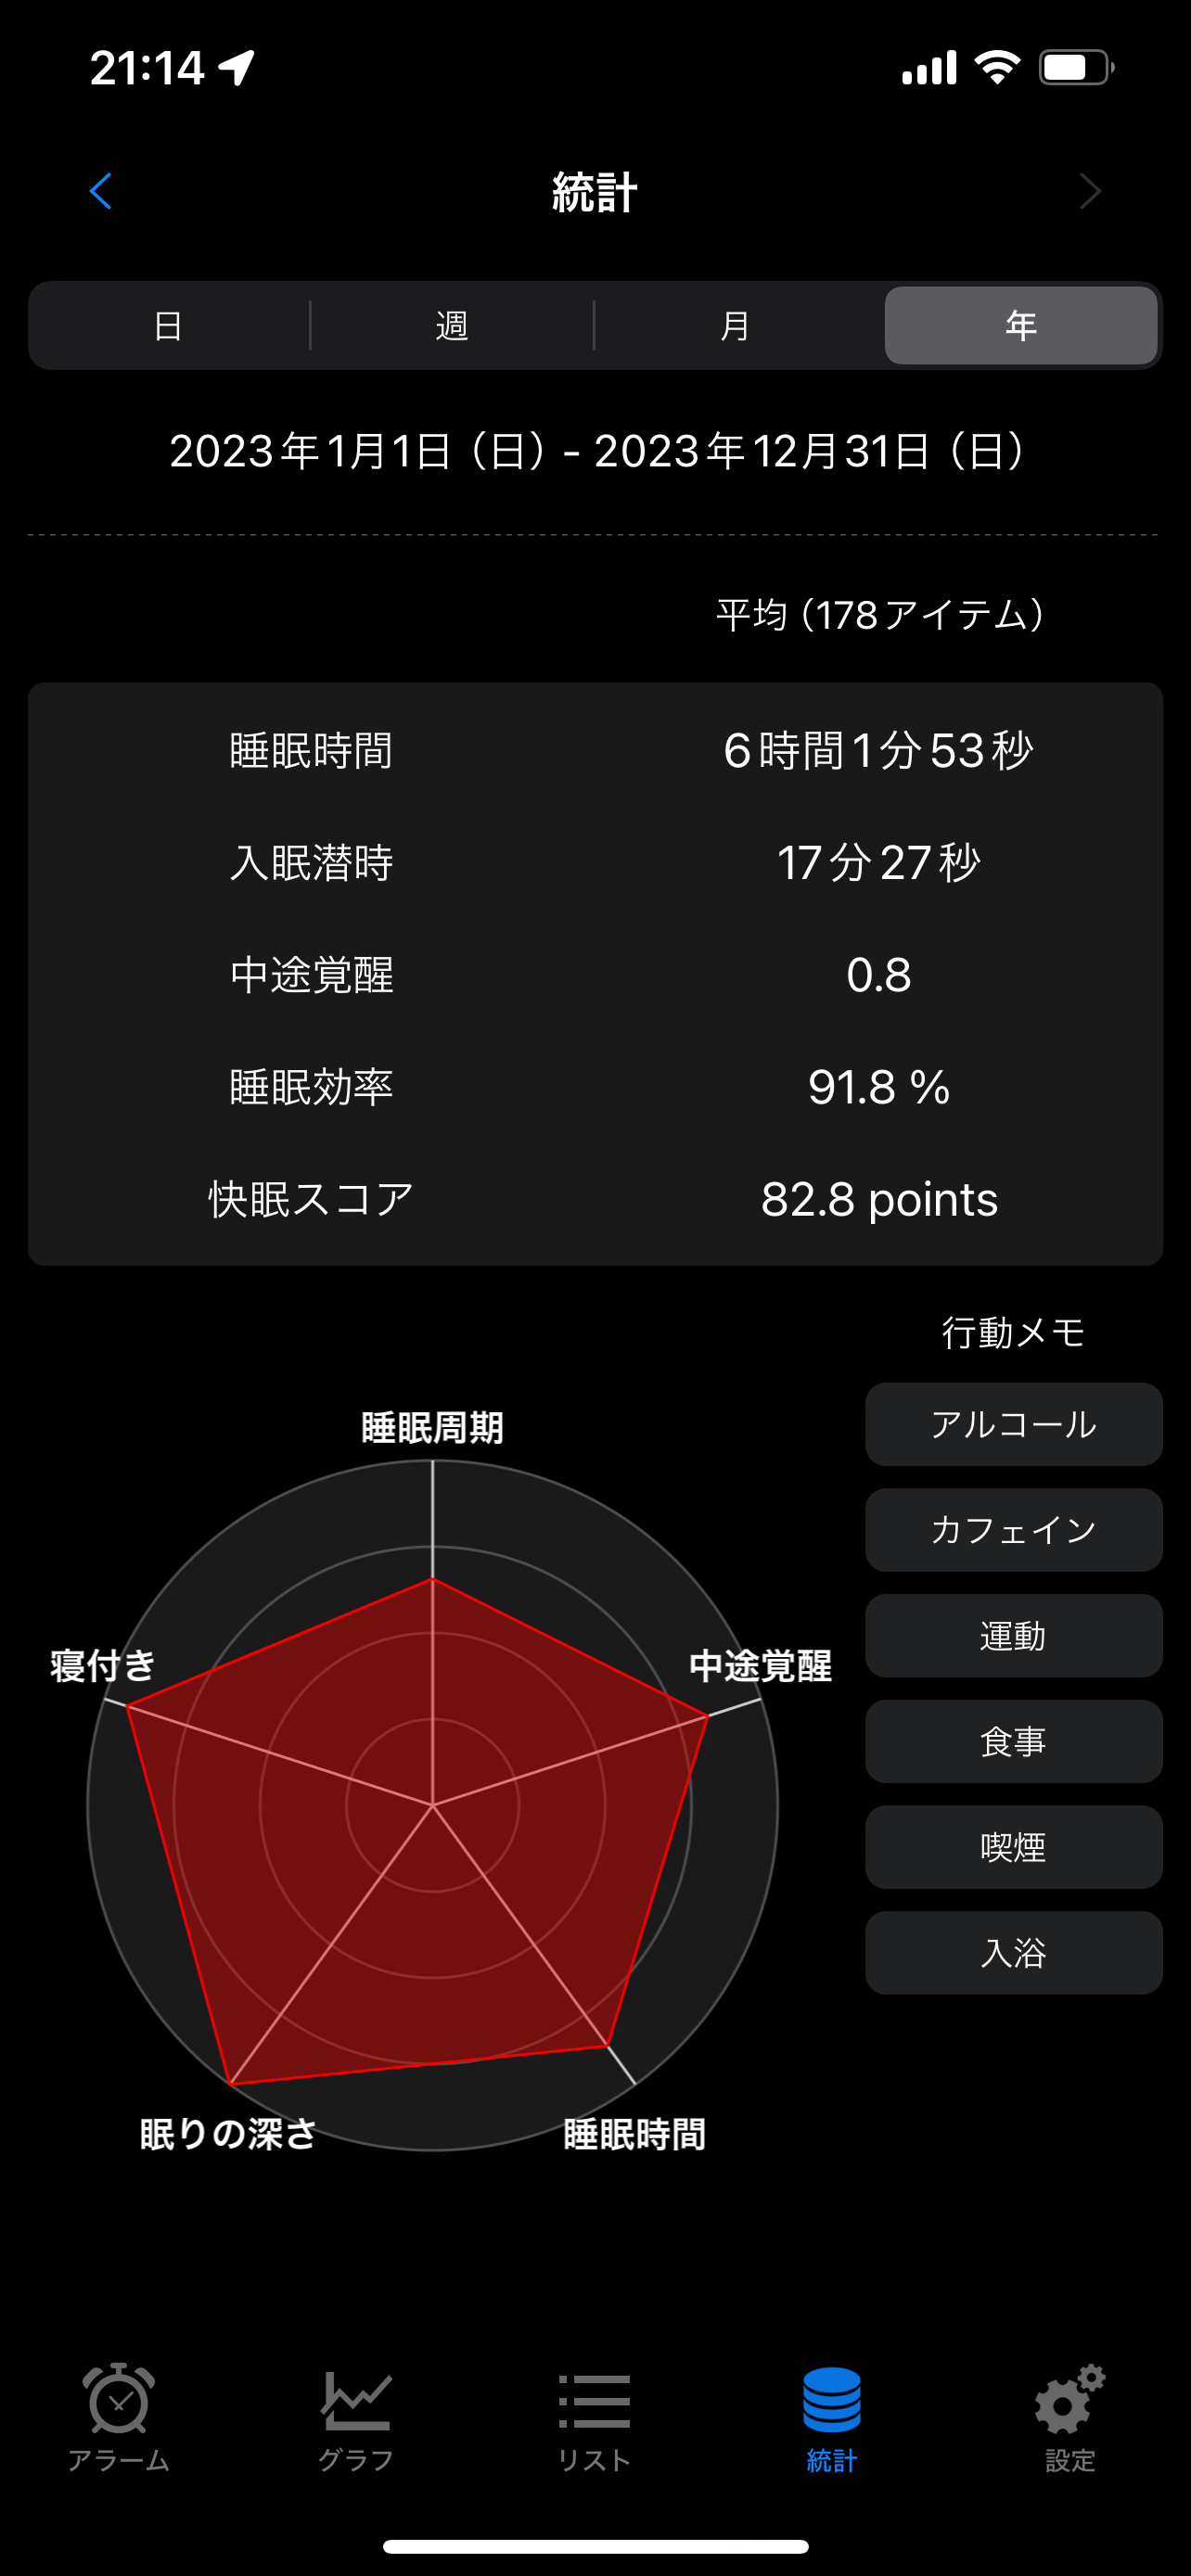 21:14
統計
日 週 月 年
2023年1月1日（日）- 2023年12月31日（日）
平均（178アイテム）
睡眠時間 6時間1分53秒
入眠潜時 17分27秒
中途覚醒 0.8
睡眠効率 91.8 %
快眠スコア 82.8 points
行動メモ
アルコール
カフェイン
運動
食事
喫煙
入浴
睡眠周期
寝付き 中途覚醒
眠りの深さ 睡眠時間
アラーム グラフ リスト 統計 設定